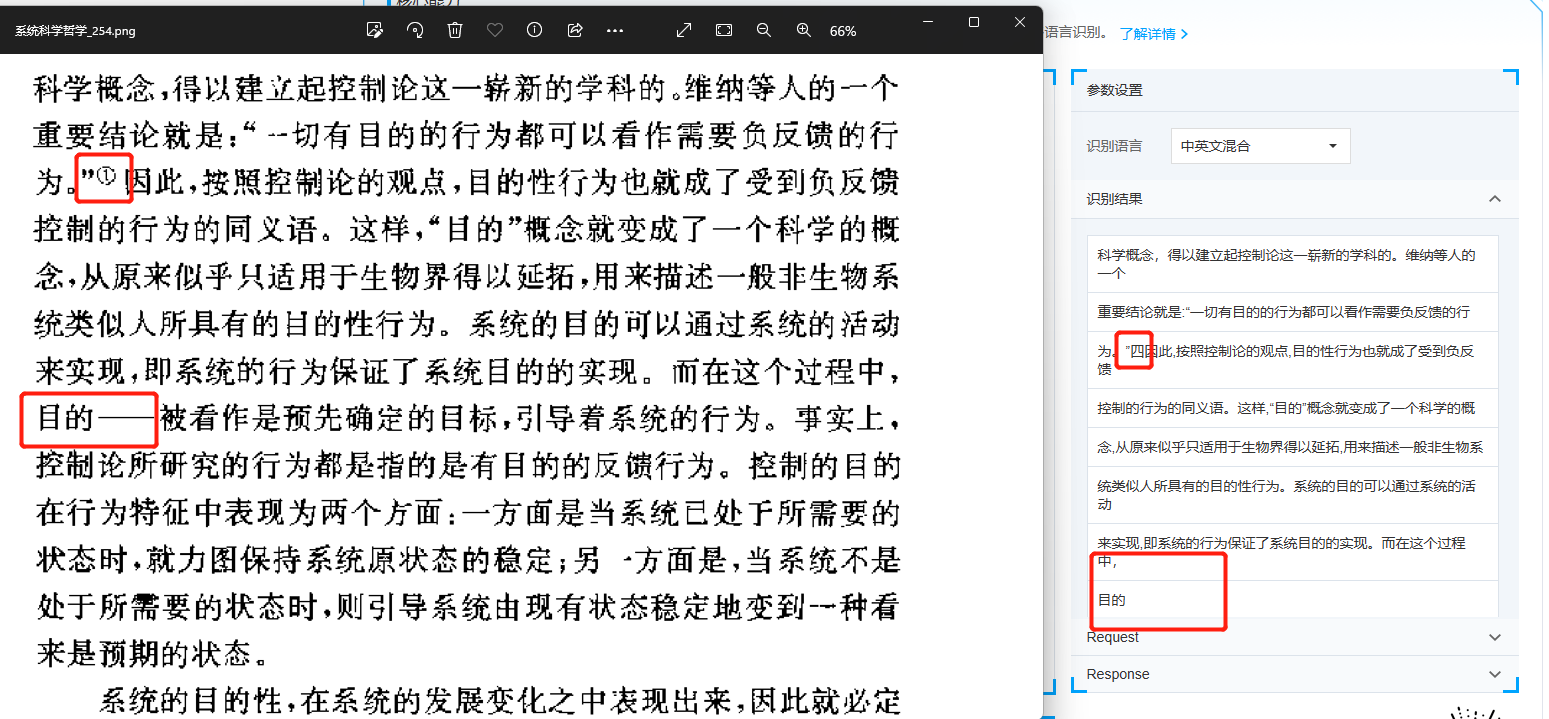 核心能力
系统科学哲学_254.png
66%
科学概念,得以建立起控制论这一崭新的学科的。维纳等人的一个
重要结论就是:“一切有目的的行为都可以看作需要负反馈的行
为。”①因此,按照控制论的观点,目的性行为也就成了受到负反馈
控制的行为的同义语。这样,“目的”概念就变成了一个科学的概
念,从原来似乎只适用于生物界得以延拓,用来描述一般非生物系
统类似人所具有的目的性行为。系统的目的可以通过系统的活动
来实现,即系统的行为保证了系统目的的实现。而在这个过程中,
目的——被看作是预先确定的目标,引导着系统的行为。事实上,
控制论所研究的行为都是指的是有目的的反馈行为。控制的目的
在行为特征中表现为两个方面:一方面是当系统已处于所需要的
状态时,就力图保持系统原状态的稳定;另一方面是,当系统不是
处于所需要的状态时,则引导系统由现有状态稳定地变到一种看
来是预期的状态。
系统的目的性,在系统的发展变化之中表现出来,因此就必定
语言识别。 了解详情
参数设置
识别语言 中英文混合
识别结果
科学概念,得以建立起控制论这一崭新的学科的。维纳等人的
一个
重要结论就是:“一切有目的的行为都可以看作需要负反馈的行
为。”四因此,按照控制论的观点,目的性行为也就成了受到负反
馈
控制的行为的同义语。这样,“目的”概念就变成了一个科学的概
念,从原来似乎只适用于生物界得以延拓,用来描述一般非生物系
统类似人所具有的目的性行为。系统的目的可以通过系统的活
动
来实现,即系统的行为保证了系统目的的实现。而在这个过程
中,
目的
Request
Response